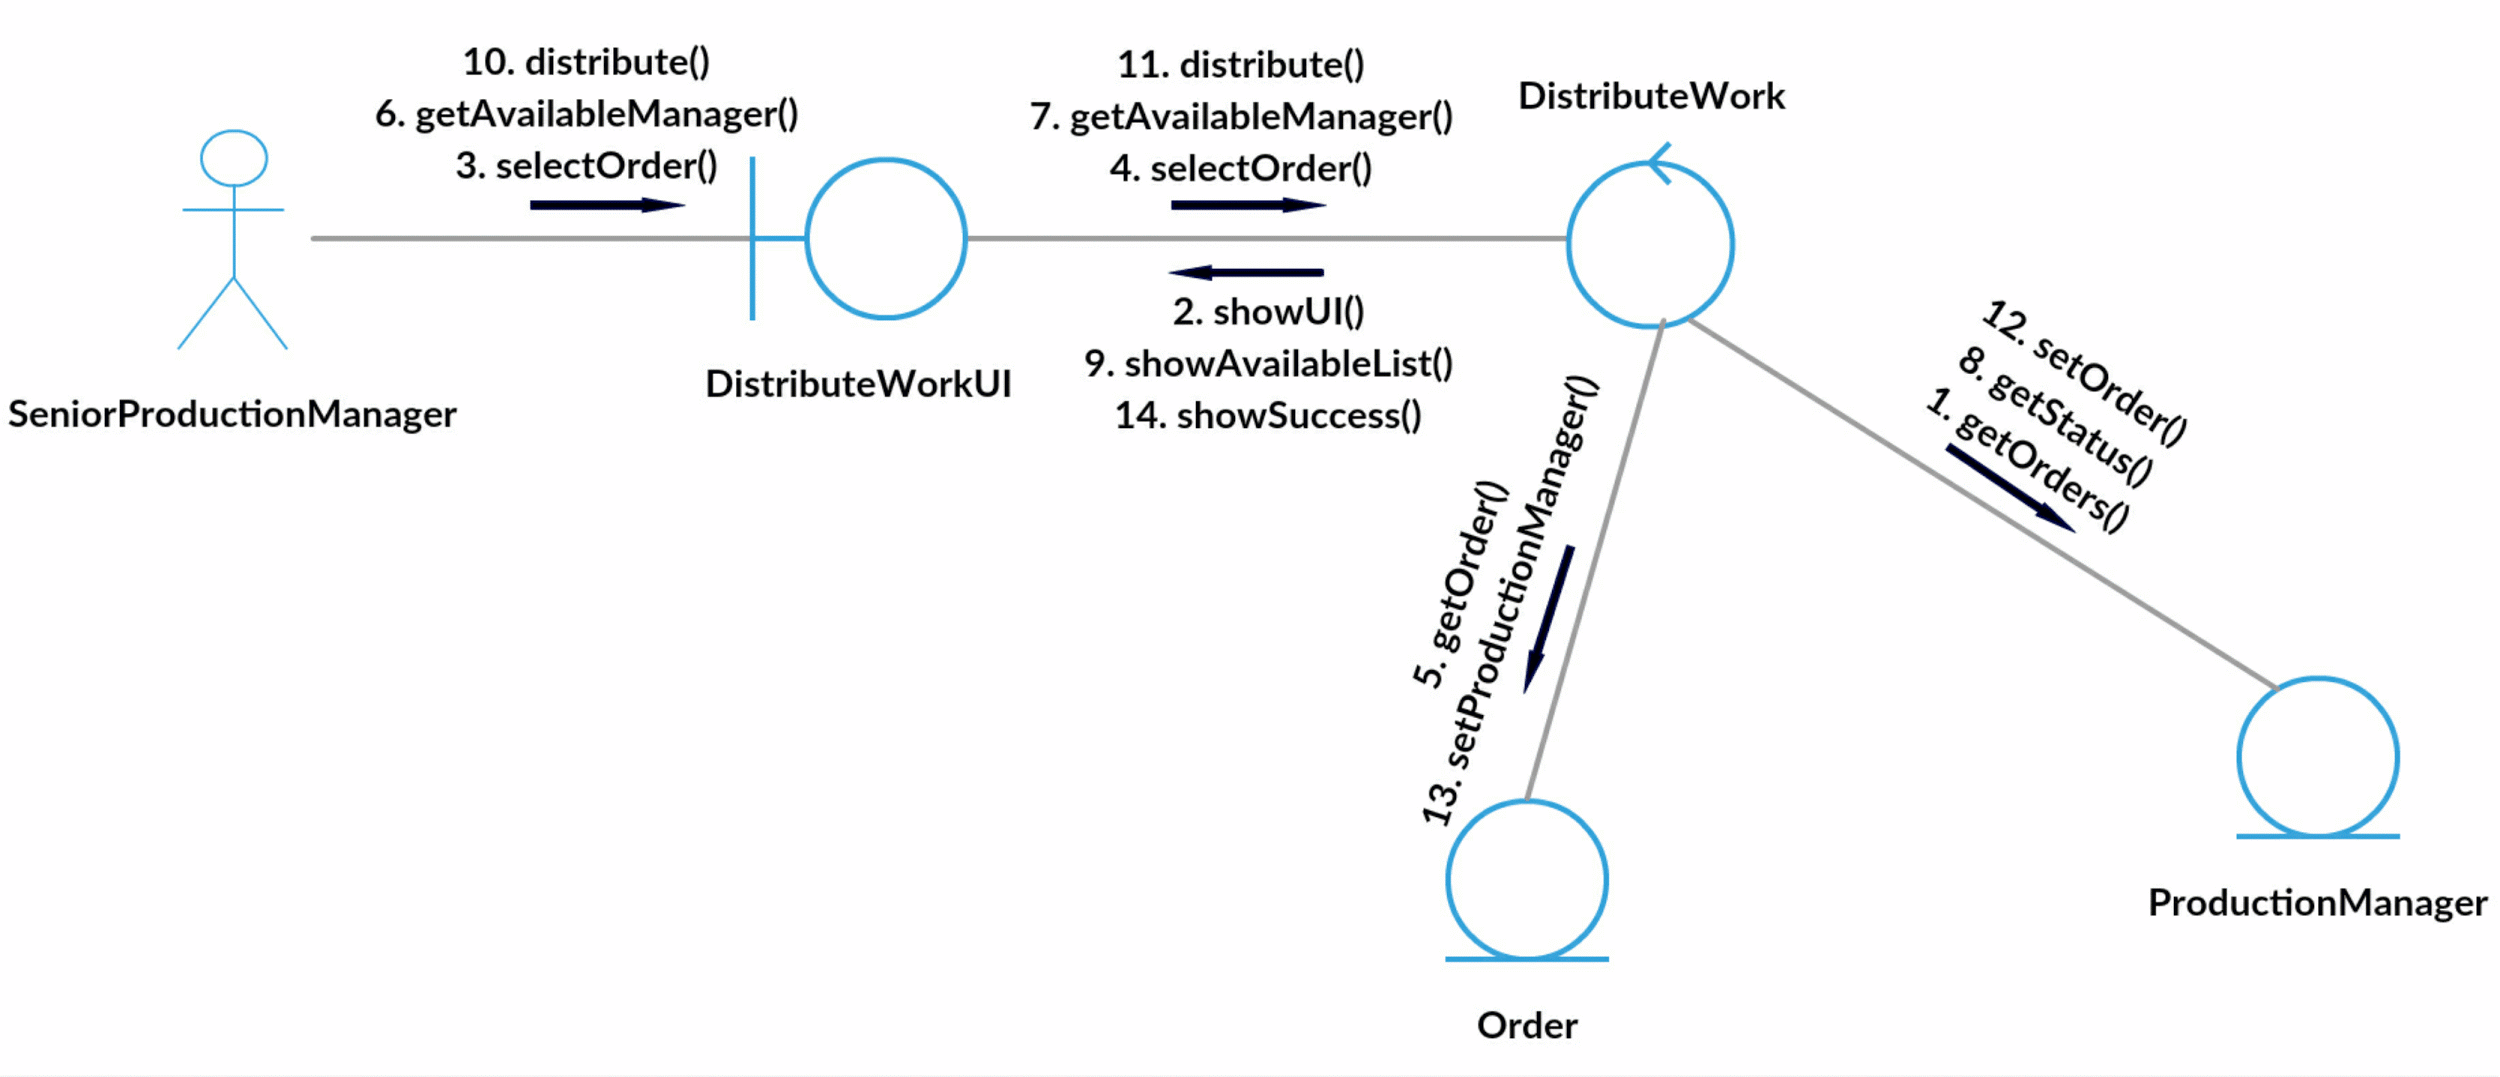 10. distribute()
6. getAvailableManager()
3. selectOrder()
11. distribute()
7. getAvailableManager()
4. selectOrder()
DistributeWork
2. showUI()
9. showAvailableList()
14. showSuccess()
DistributeWorkUI
SeniorProductionManager
12. setOrder()
8. getStatus()
1. getOrders()
5. getOrder()
13. setProductionManager()
ProductionManager
Order